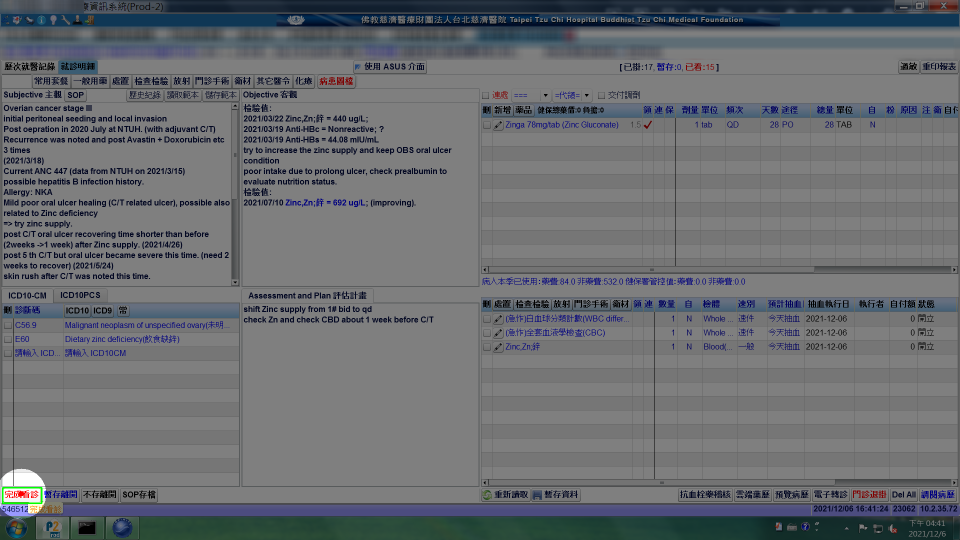 資訊系統(Prod-2)
佛教慈濟醫療財團法人台北慈濟醫院 Taipei Tzu Chi Hospital Buddhist Tzu Chi Medical Foundation
歷次就醫記錄 就診明細
使用 ASUS 介面
[已掛:17, 暫存:0, 已看:15]
過敏 重印報表
常用套餐 一般用藥 處置 檢查檢驗 放射 門診手術 衛材 其它醫令 化療 病患圖檔
Subjective 主觀 SOP 歷史紀錄 讀取範本 儲存範本
Overian cancer stage
initial peritoneal seeding and local invasion
Post cepration in 2020 July at NTUH. (with adjuvant C/T)
Recurrence was noted and post Avastin + Doxorubicin etc
3 times
(2021/3/18)
Current ANC 447 (data from NTUH on 2021/3/15)
possible hepatitis B infection history.
Allergy: NKA
Mild poor oral ulcer healing (C/T related ulcer), possible also
related to Zinc deficiency
=> try zinc supply.
post C/T oral ulcer recovering time shorter than before
(2weeks ->1 week) after Zinc supply. (2021/4/26)
post 5 th C/T but oral ulcer became severe this time. (need 2
weeks to recover) (2021/5/24)
skin rush after C/T was noted this time.
Objective 客觀
檢驗值:
2021/03/22 Zinc,Zn;鋅 = 440 ug/L;
2021/03/19 Anti-HBc = Nonreactive; ?
2021/03/19 Anti-HBs = 44.08 mIU/mL
try to increase the zinc supply and keep OBS oral ulcer
condition
poor intake due to prolong ulcer, check prealbumin to
evaluate nutrition status.
檢驗值:
2021/07/10 Zinc,Zn;鋅 = 692 ug/L; (improving).
連處 === =代碼= 交付調劑
刪 新增 藥品 健保總藥價:0 轉撥:0 領 連 保 劑量 單位 頻次 天數 途徑 總量 單位 自 粉 原因 注 衛 自付
Zinga 78mg/tab (Zinc Gluconate) 1.5 1 tab QD 28 PO 28 TAB N
病人本季已使用:藥費:84.0 非藥費:532.0 健保署管控值:藥費:0.0 非藥費:0.0
ICD10-CM ICD10PCS
刪 診斷碼 ICD10 ICD9 常
C56.9 Malignant neoplasm of unspecified ovary(未明...
E60 Dietary zinc deficiency(飲食缺鋅)
請輸入 ICD... 請輸入 ICD10CM
Assessment and Plan 評估計畫
shift Zinc supply from 1# bid to qd
check Zn and check CBD about 1 week before C/T
刪 處置 檢查檢驗 放射 門診手術 衛材 領 連 數量 自 檢體 速別 預計抽血 抽血執行日 執行者 自付額 狀態
(急作)白血球分類計數(WBC differ... 1 N Whole ... 速件 今天抽血 2021-12-06 0 開立
(急作)全套血液學檢查(CBC) 1 N Whole ... 速件 今天抽血 2021-12-06 0 開立
Zinc,Zn;鋅 1 N Blood(... 一般 今天抽血 2021-12-06 0 開立
完成看診 暫存離開 不存離開 SOP存檔
重新讀取 暫存資料
抗血栓藥稽核 雲端藥歷 預覽病歷 電子轉診 門診退掛 Del All 調閱病歷
546512 完成看診
2021/12/06 16:41:24 23062 10.2.35.72
下午 04:41
2021/12/6